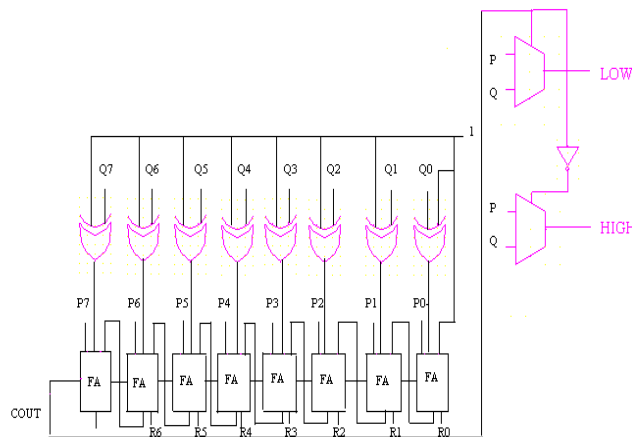 P
LOW
Q
1
Q7 Q6 Q5 Q4 Q3 Q2 Q1 Q0
P
HIGH
Q
P7 P6 P5 P4 P3 P2 P1 P0
FA FA FA FA FA FA FA FA
COUT
R6 R5 R4 R3 R2 R1 R0